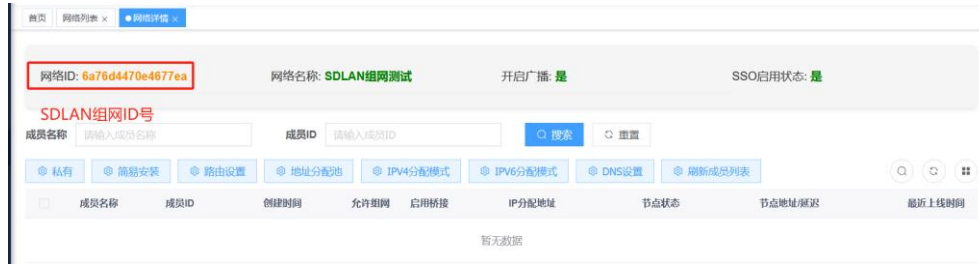 首页 网络列表 × ●网络详情 ×
网络ID: 6a76d4470e4677ea 网络名称: SDLAN组网测试 开启广播: 是 SSO启用状态: 是
SDLAN组网ID号
成员名称 请输入成员名称 成员ID 请输入成员ID 搜索 重置
私有 简易安装 路由设置 地址分配池 IPV4分配模式 IPV6分配模式 DNS设置 刷新成员列表
成员名称 成员ID 创建时间 允许组网 启用桥接 IP分配地址 节点状态 节点地址/延迟 最近上线时间
暂无数据